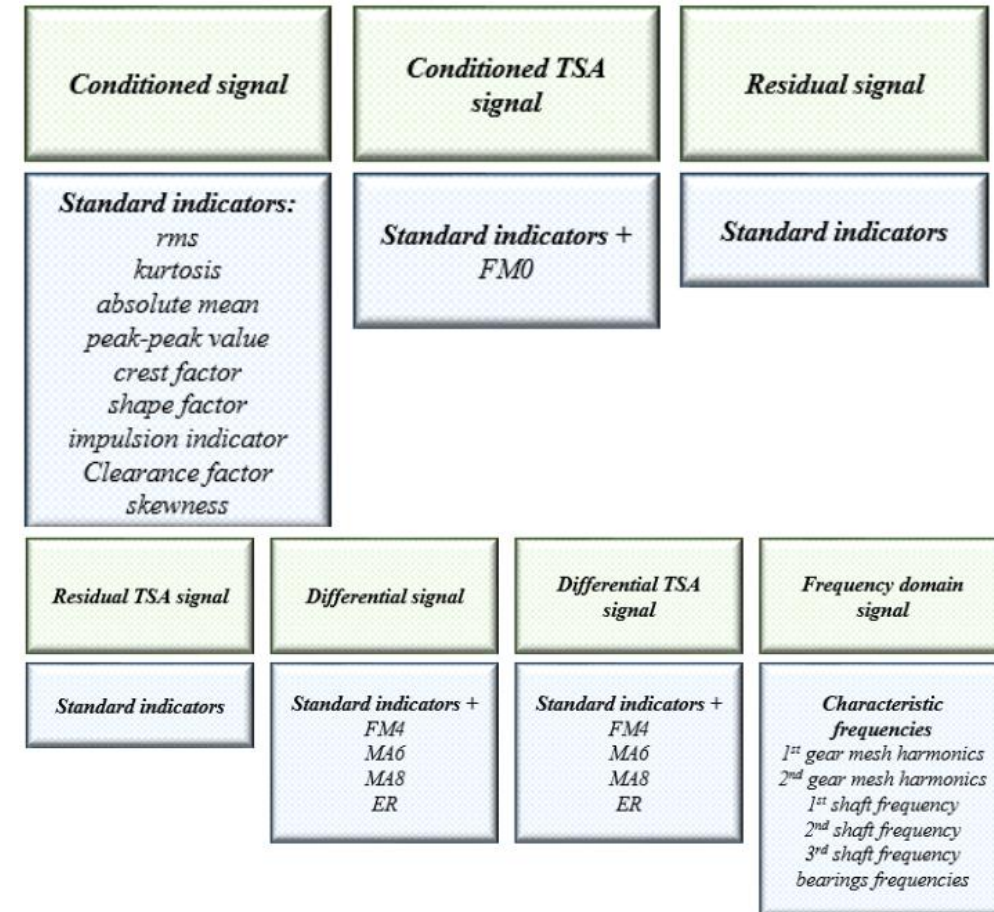 Conditioned signal
Conditioned TSA
signal
Residual signal
Standard indicators:
rms
kurtosis
absolute mean
peak-peak value
crest factor
shape factor
impulsion indicator
Clearance factor
skewness
Standard indicators +
FM0
Standard indicators
Residual TSA signal
Differential signal
Differential TSA
signal
Frequency domain
signal
Standard indicators
Standard indicators +
FM4
MA6
MA8
ER
Standard indicators +
FM4
MA6
MA8
ER
Characteristic
frequencies
1st gear mesh harmonics
2nd gear mesh harmonics
1st shaft frequency
2nd shaft frequency
3rd shaft frequency
bearings frequencies